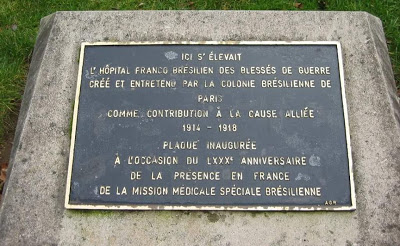 ICI S'ÉLEVAIT
L'HÔPITAL FRANCO BRÉSILIEN DES BLESSÉS DE GUERRE
CRÉÉ ET ENTRETENU PAR LA COLONIE BRÉSILIENNE DE
PARIS
COMME CONTRIBUTION À LA CAUSE ALLIÉE
1914 - 1918
PLAQUE INAUGURÉE
À L'OCCASION DU LXXXe ANNIVERSAIRE
DE LA PRÉSENCE EN FRANCE
DE LA MISSION MÉDICALE SPÉCIALE BRÉSILIENNE